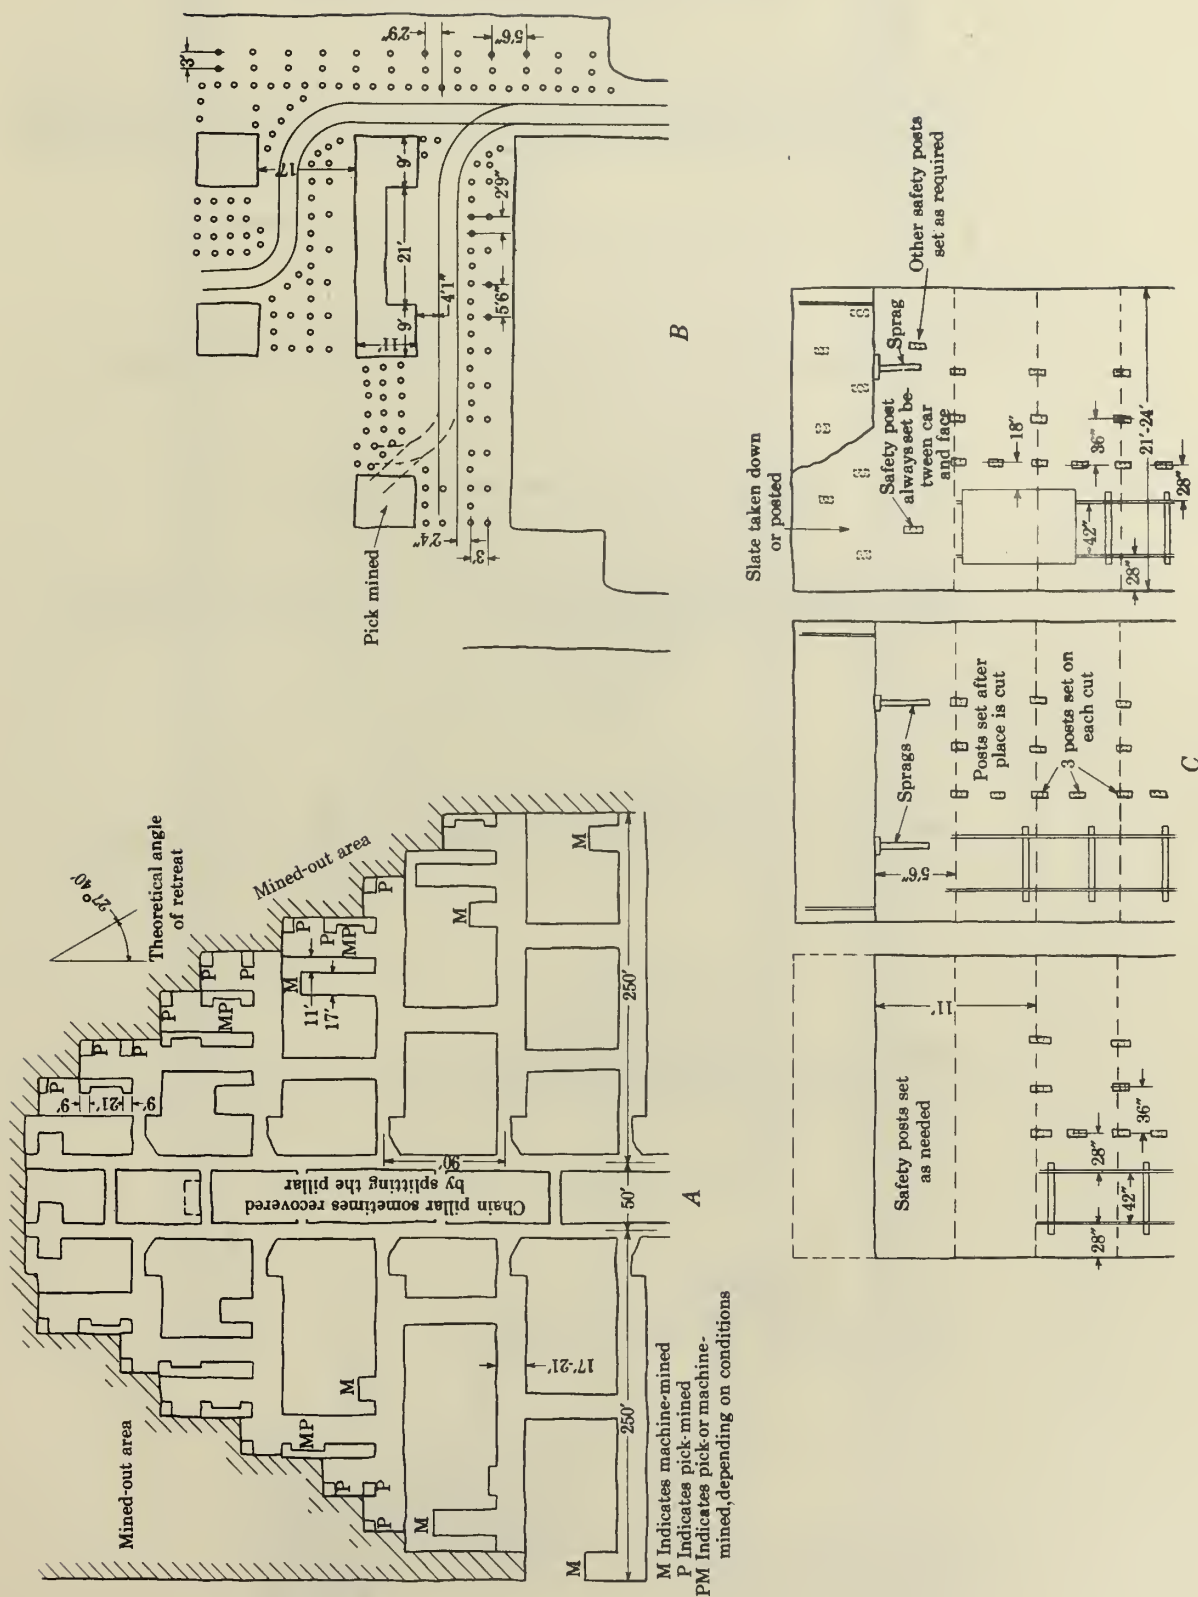 Mined-out area
27°40'
Theoretical angle
of retreat
Mined-out area
P
P
P
9'
21'
9'
P
P
P
MP
P
P
MP
P
M
11'
17'
M
M
MP
M
P
P
P
M
M
Chain pillar sometimes recovered
by splitting the pillar
90'
17'-21'
250'
50'
250'
A
M Indicates machine-mined
P Indicates pick-mined
PM Indicates pick-or machine-
mined, depending on conditions
3'
2'9"
5'6"
17'
9'
21'
9'
11'
4'1"
2'9"
5'6"
Pick mined
2'4"
3'
B
Safety posts set
as needed
11'
36"
28"
42"
28"
Sprags
5'6"
Posts set after
place is cut
3 posts set on
each cut
C
Slate taken down
or posted
Safety post
always set be-
tween car
and face
Sprag
Other safety posts
set as required
18"
36"
42"
28"
28"
21'-24'